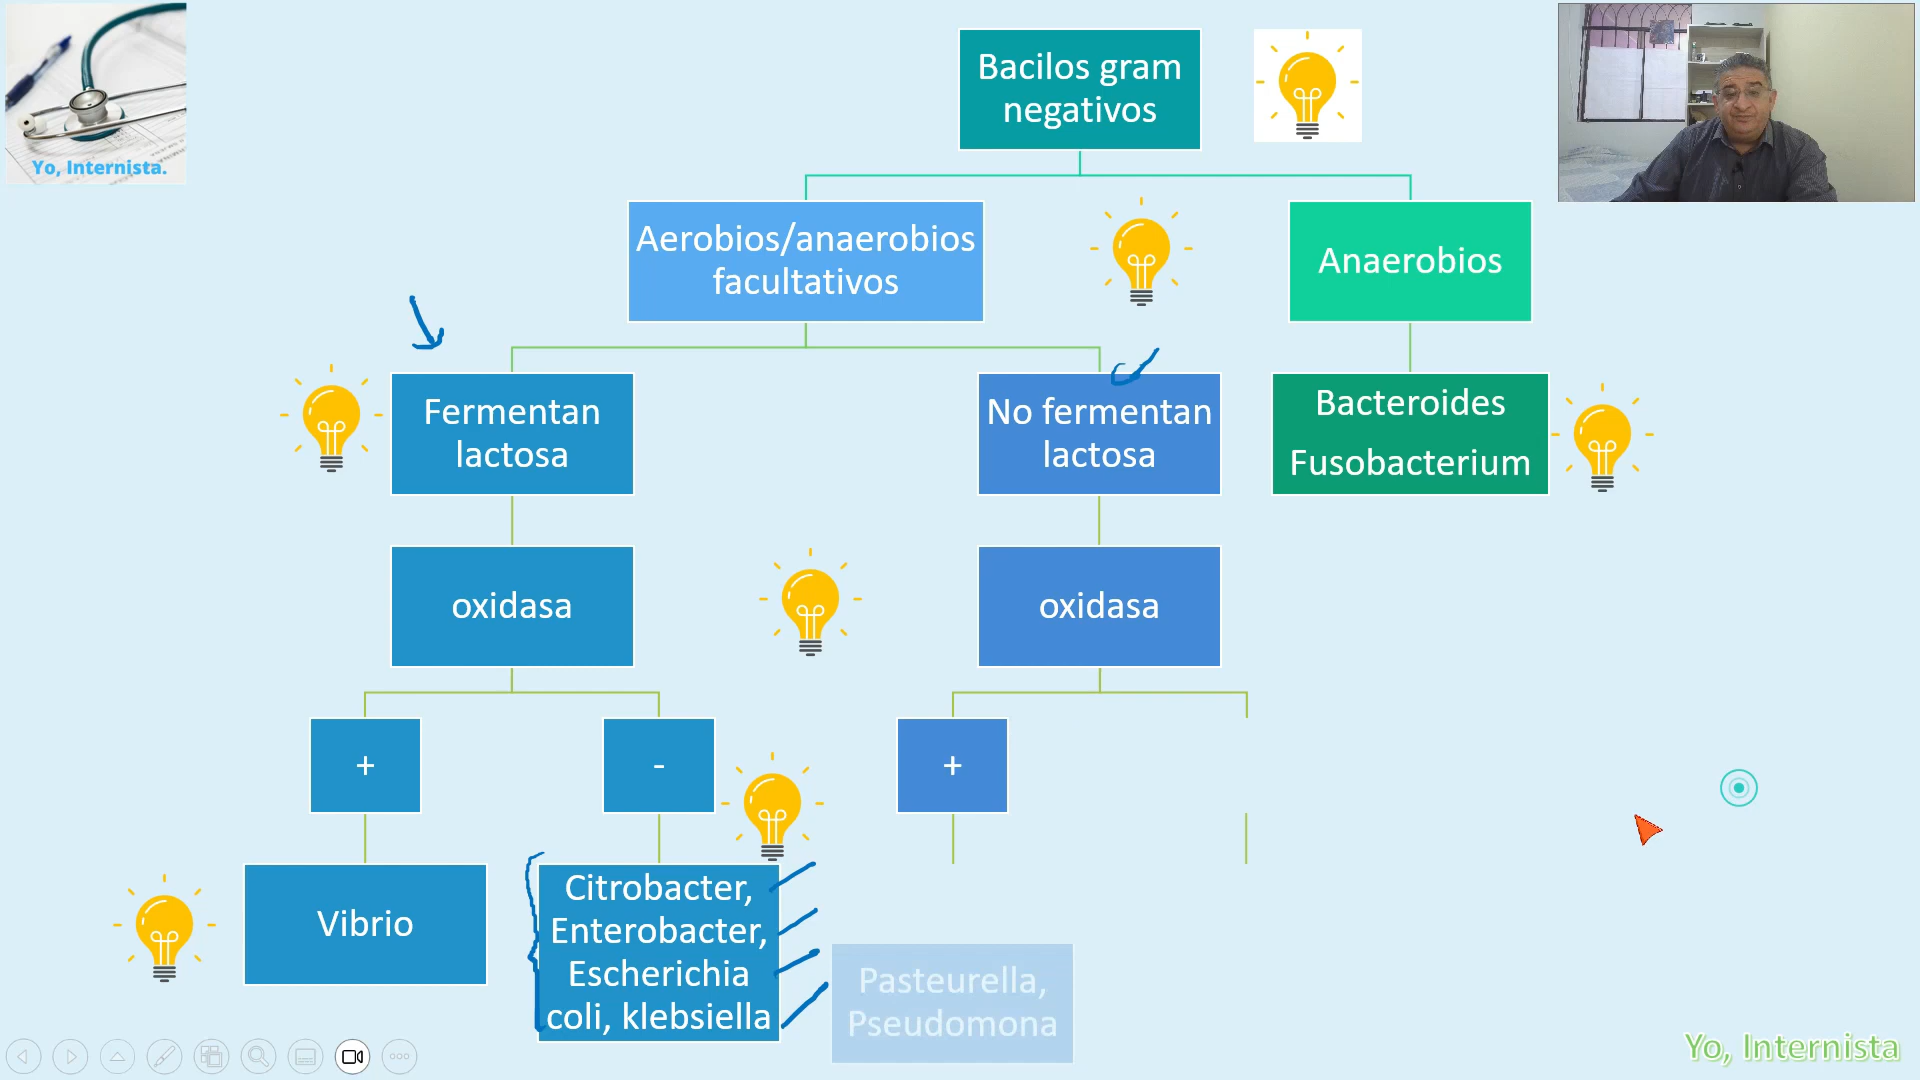 Yo, Internista.
Bacilos gram
negativos
Aerobios/anaerobios
facultativos
Anaerobios
Fermentan
lactosa
No fermentan
lactosa
Bacteroides
Fusobacterium
oxidasa
oxidasa
+
-
+
Vibrio
Citrobacter,
Enterobacter,
Escherichia
coli, klebsiella
Pasteurella,
Pseudomona
Yo, Internista